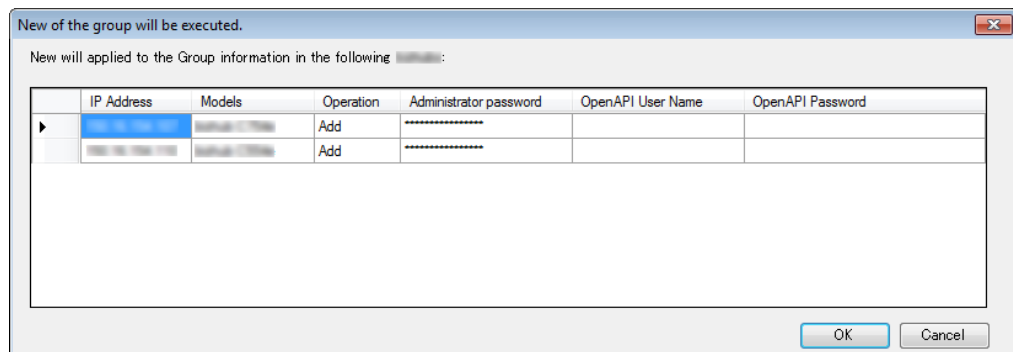 New of the group will be executed.
New will applied to the Group information in the following :
IP Address Models Operation Administrator password OpenAPI User Name OpenAPI Password
Add ****************
Add ****************
OK Cancel